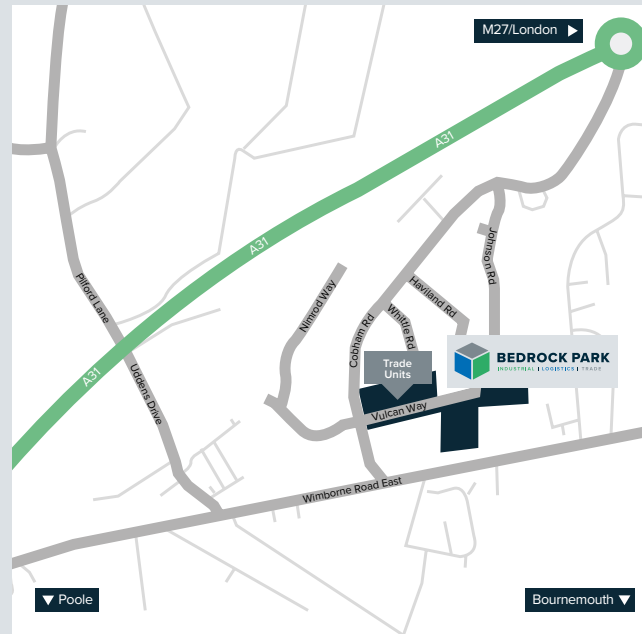 M27/London ▶
A31
A31
A31
Pilford Lane
Uddens Drive
Nimrod Way
Cobham Rd
Whittle Rd
Haviland Rd
Johnson Rd
Trade
Units
BEDROCK PARK
INDUSTRIAL | LOGISTICS | TRADE
Vulcan Way
Wimborne Road East
▼ Poole
Bournemouth ▼